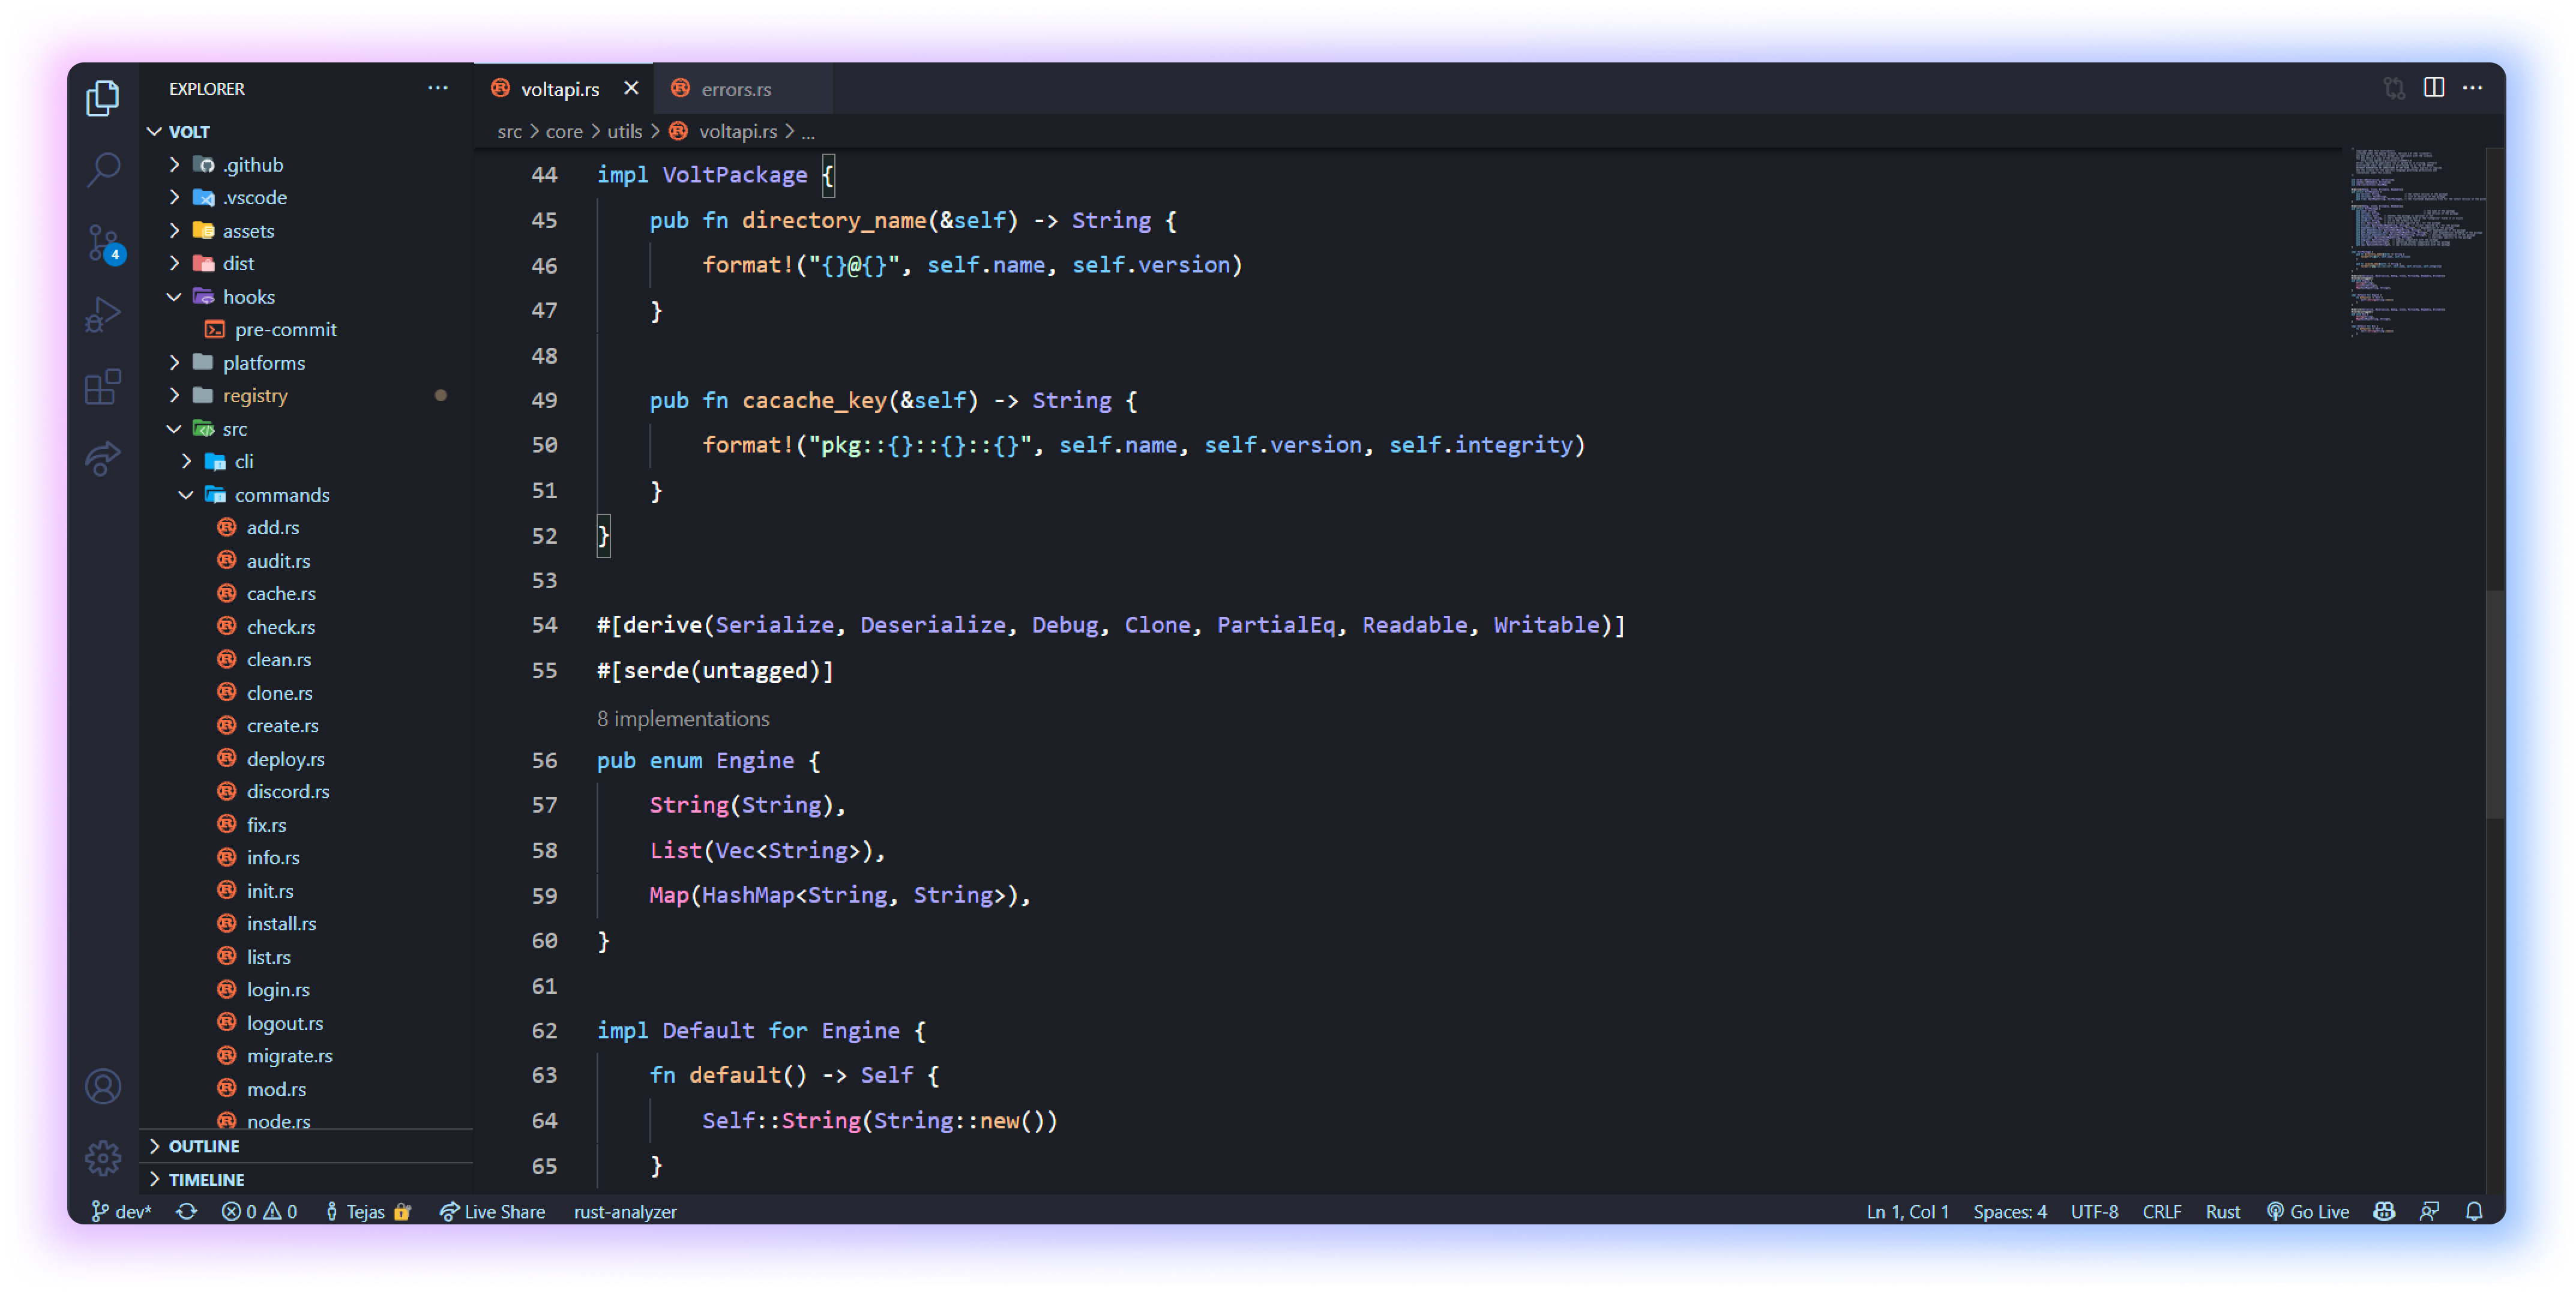 EXPLORER
VOLT
.github
.vscode
assets
dist
hooks
pre-commit
platforms
registry
src
cli
commands
add.rs
audit.rs
cache.rs
check.rs
clean.rs
clone.rs
create.rs
deploy.rs
discord.rs
fix.rs
info.rs
init.rs
install.rs
list.rs
login.rs
logout.rs
migrate.rs
mod.rs
node.rs
OUTLINE
TIMELINE
4
voltapi.rs
errors.rs
src > core > utils > voltapi.rs > ...
44 impl VoltPackage {
45     pub fn directory_name(&self) -> String {
46         format!("{}@{}", self.name, self.version)
47     }
48
49     pub fn cacache_key(&self) -> String {
50         format!("pkg::{}::{}::{}", self.name, self.version, self.integrity)
51     }
52 }
53
54 #[derive(Serialize, Deserialize, Debug, Clone, PartialEq, Readable, Writable)]
55 #[serde(untagged)]
8 implementations
56 pub enum Engine {
57     String(String),
58     List(Vec<String>),
59     Map(HashMap<String, String>),
60 }
61
62 impl Default for Engine {
63     fn default() -> Self {
64         Self::String(String::new())
65     }
dev* 0 0 Tejas Live Share rust-analyzer Ln 1, Col 1 Spaces: 4 UTF-8 CRLF Rust Go Live